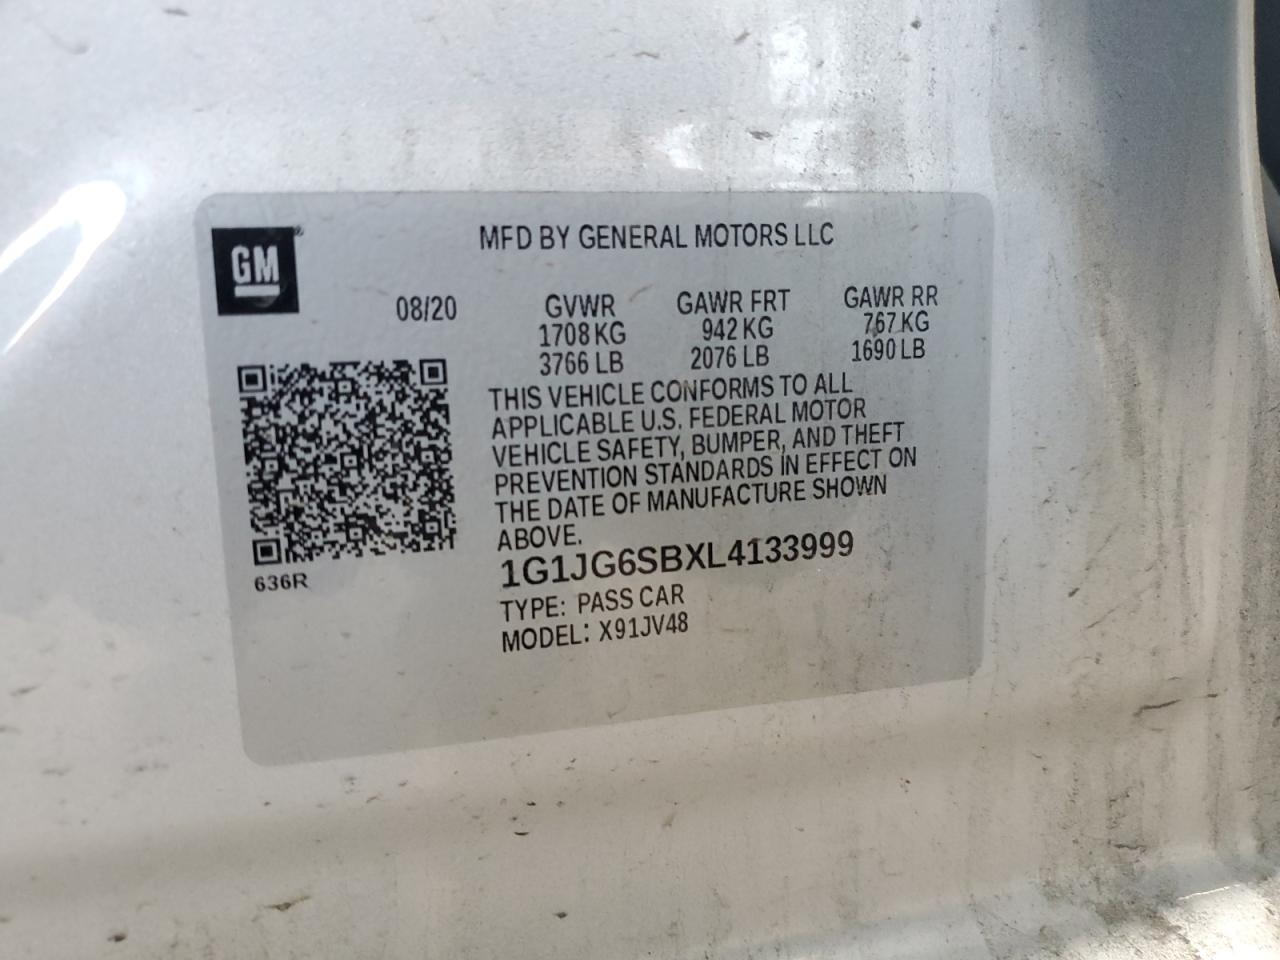 MFD BY GENERAL MOTORS LLC
GM®
08/20 GVWR GAWR FRT GAWR RR
1708 KG 942 KG 767 KG
3766 LB 2076 LB 1690 LB
THIS VEHICLE CONFORMS TO ALL
APPLICABLE U.S. FEDERAL MOTOR
VEHICLE SAFETY, BUMPER, AND THEFT
PREVENTION STANDARDS IN EFFECT ON
THE DATE OF MANUFACTURE SHOWN
ABOVE.
1G1JG6SBXL4133999
TYPE: PASS CAR
MODEL: X91JV48
636R